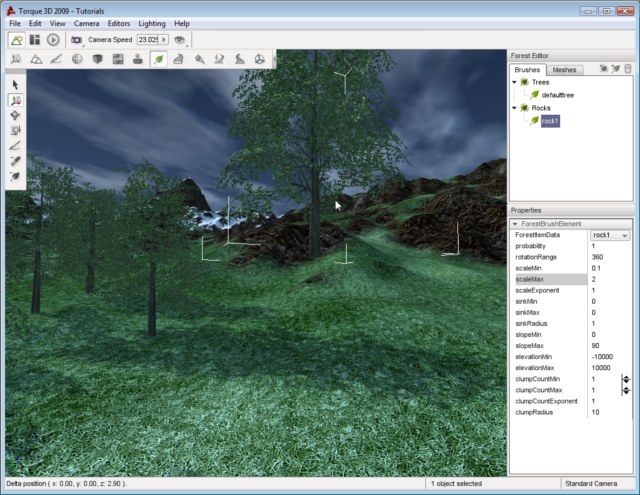 Torque 3D 2009 - Tutorials
File Edit View Camera Editors Lighting Help
Camera Speed 23.025
Forest Editor
Brushes Meshes
Trees
defaulttree
Rocks
rock1
Properties
ForestBrushElement
ForestItemData rock1
probability 1
rotationRange 360
scaleMin 0.1
scaleMax 2
scaleExponent 1
sinkMin 0
sinkMax 0
sinkRadius 1
slopeMin 0
slopeMax 90
elevationMin -10000
elevationMax 10000
clumpCountMin 1
clumpCountMax 1
clumpCountExponent 1
clumpRadius 10
Delta position ( x: 0.00, y: 0.00, z: 2.90 ). 1 object selected Standard Camera